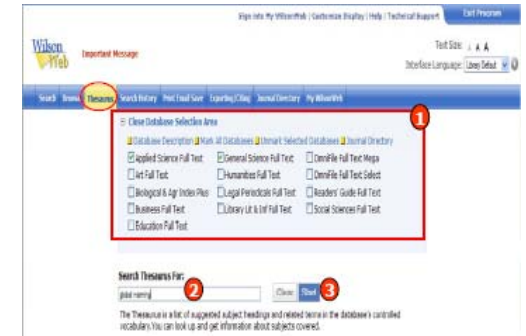 Sign into My WilsonWeb | Customize Display | Help | Technical Support
Exit Program
Wilson
Web
Important Message
Text Size: A A A
Interface Language: Library Default
Search Browse Thesaurus Search History Print Email Save Exporting/Citing Journal Directory My WilsonWeb
Close Database Selection Area
1
Database Description Mark All Databases Unmark Selected Databases Journal Directory
Applied Science Full Text General Science Full Text OmniFile Full Text Mega
Art Full Text Humanities Full Text OmniFile Full Text Select
Biological & Agr Index Plus Legal Periodicals Full Text Readers' Guide Full Text
Business Full Text Library Lit & Inf Full Text Social Sciences Full Text
Education Full Text
Search Thesaurus For:
global warming 2 Clear Start 3
The Thesaurus is a list of suggested subject headings and related terms in the database's controlled
vocabulary. You can look up and get information about subjects covered.